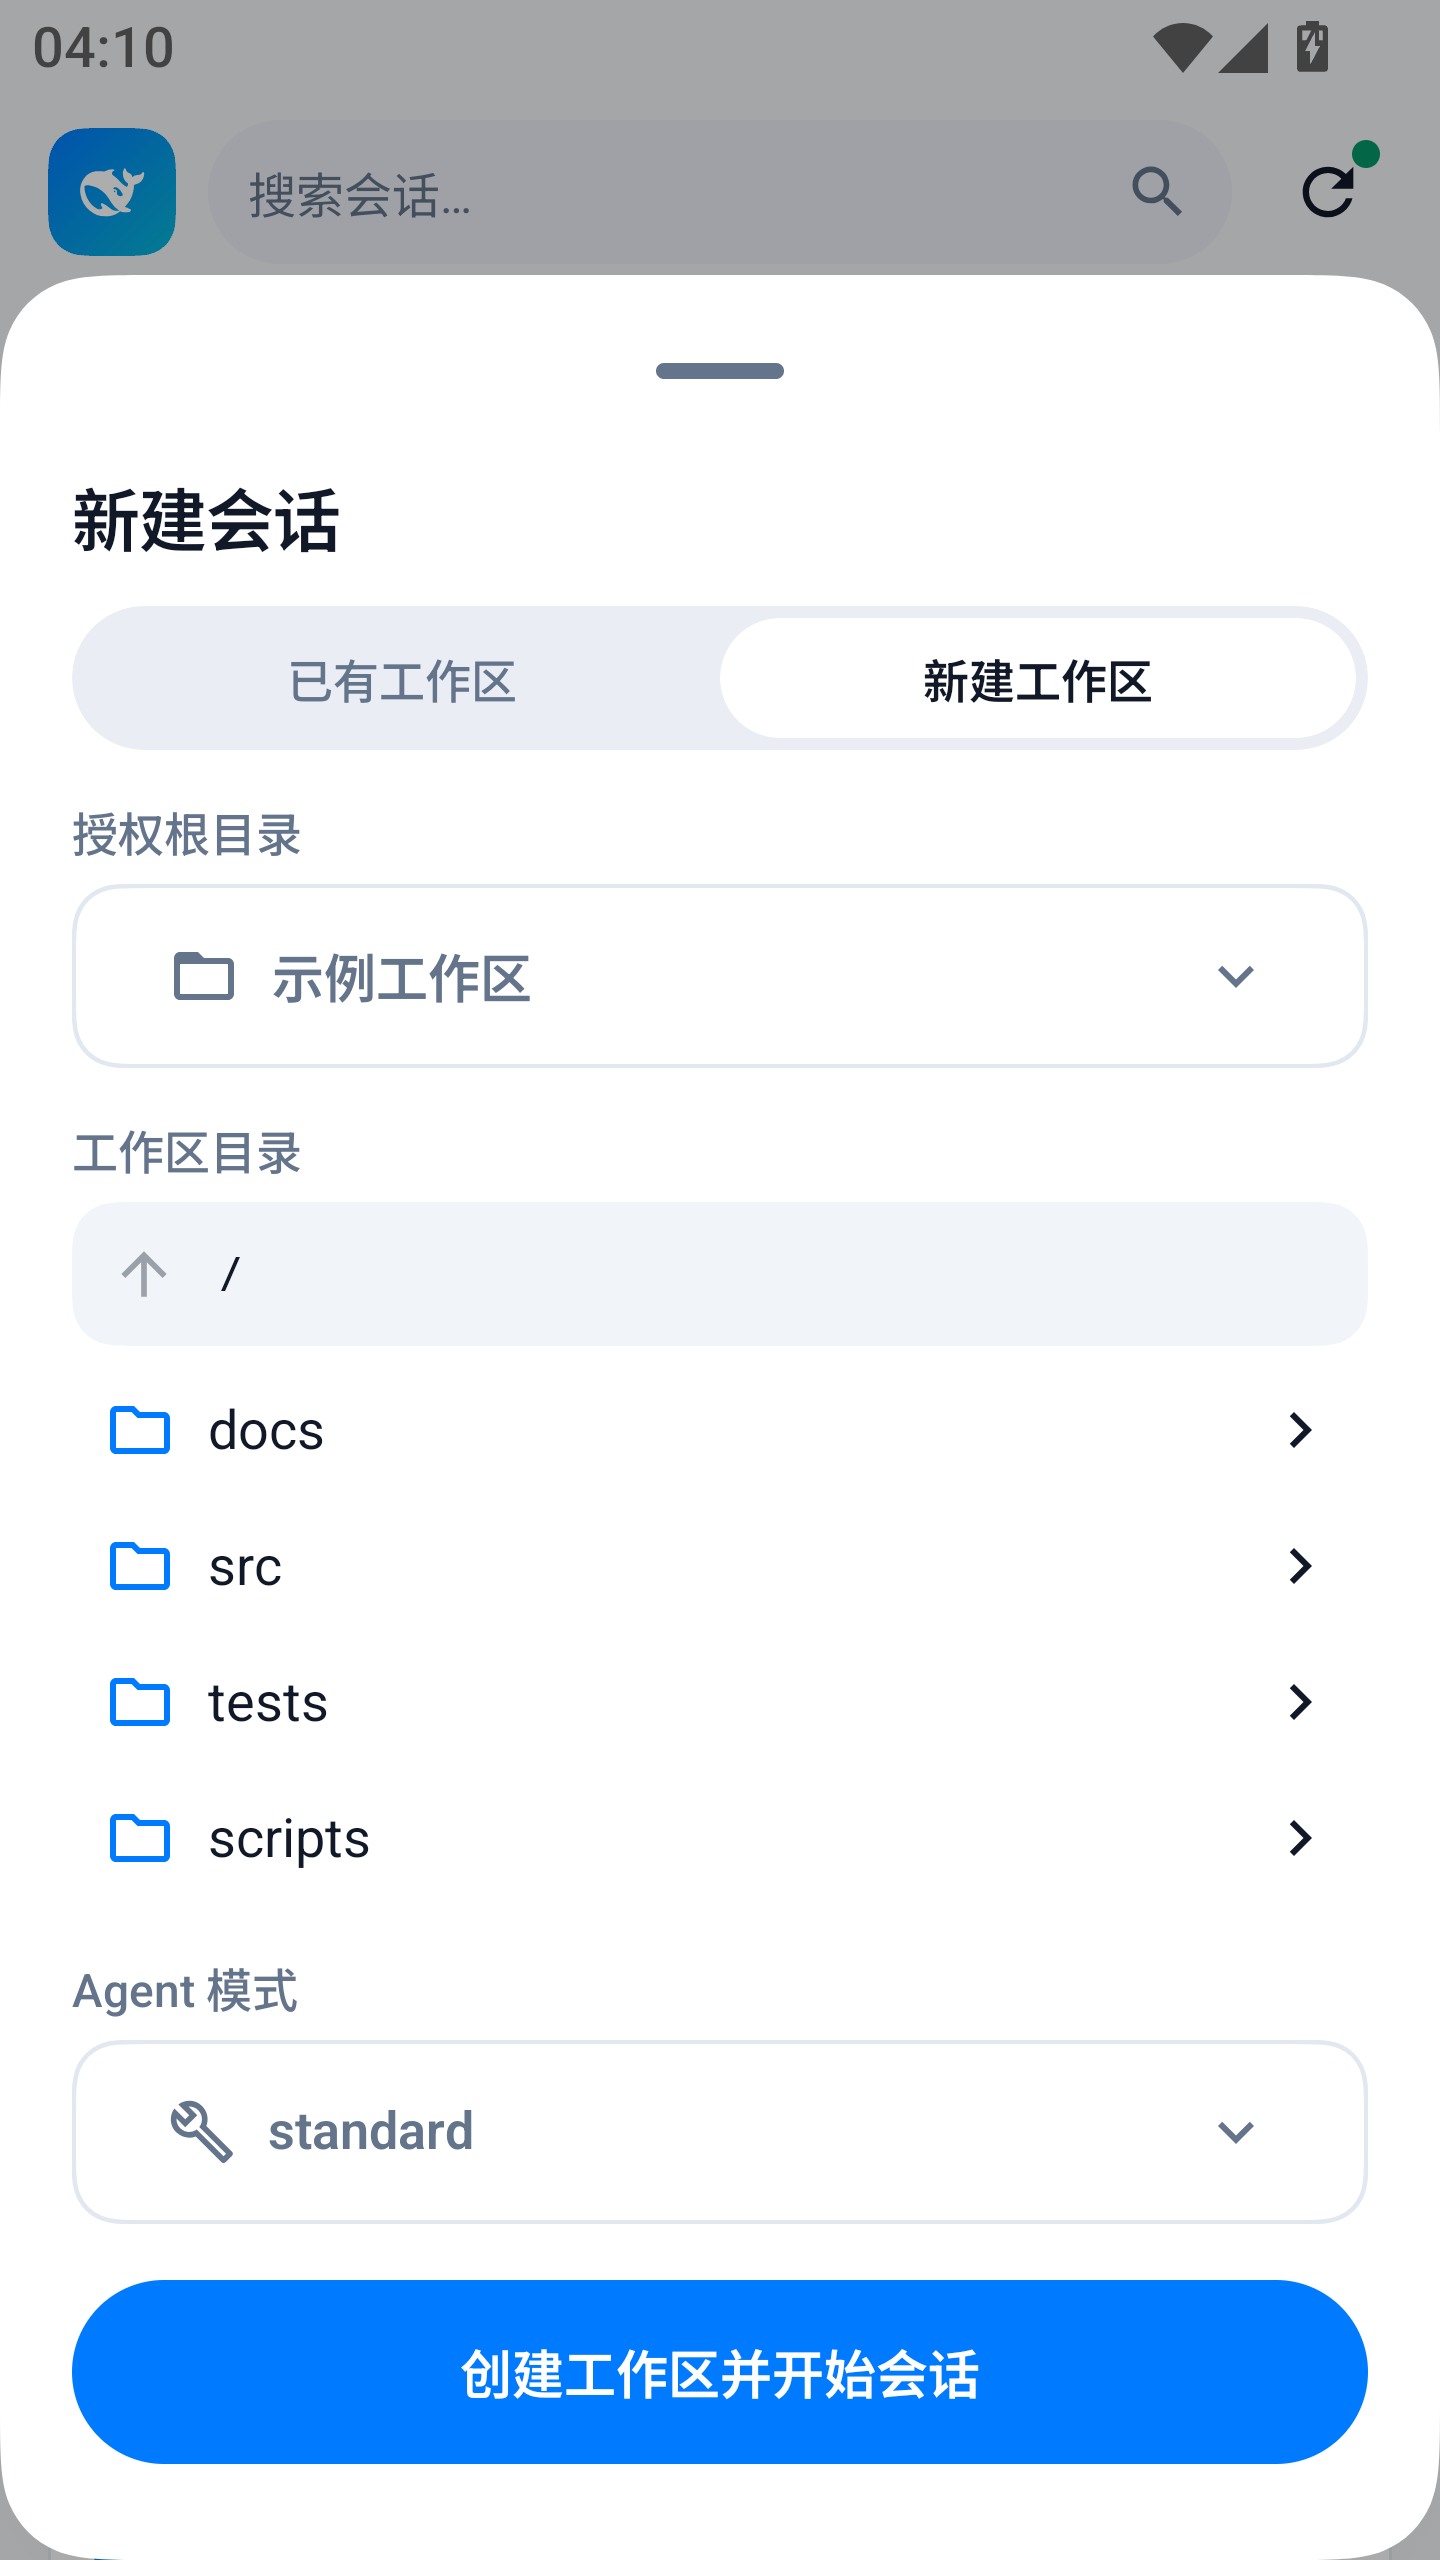 04:10
搜索会话...
新建会话
已有工作区
新建工作区
授权根目录
示例工作区
工作区目录
/
docs
src
tests
scripts
Agent 模式
standard
创建工作区并开始会话